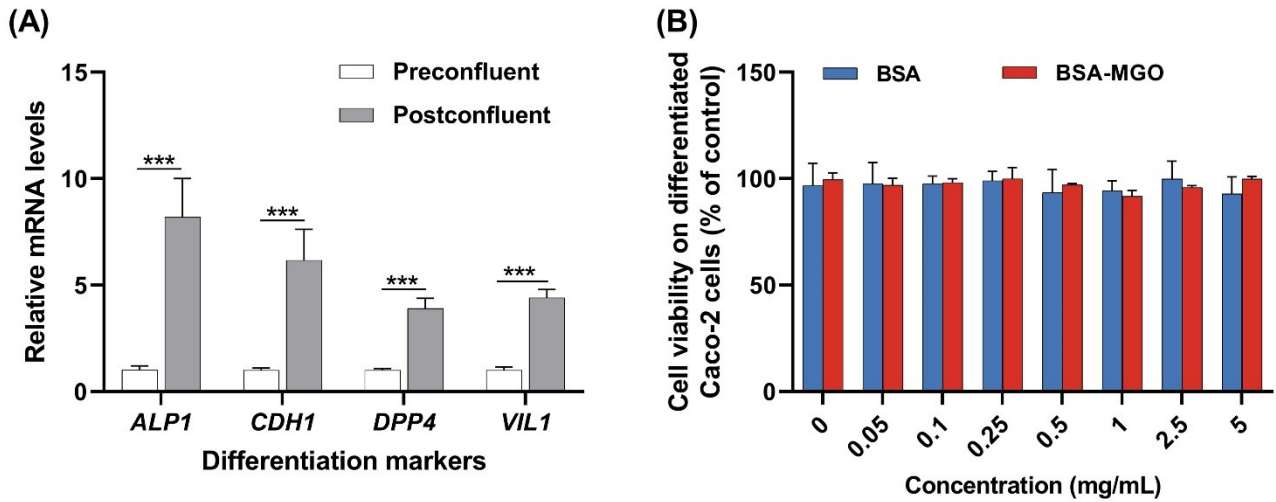 (A)
Relative mRNA levels
15
10
5
0
Preconfluent
Postconfluent
***
***
***
***
ALP1 CDH1 DPP4 VIL1
Differentiation markers
(B)
Cell viability on differentiated
Caco-2 cells (% of control)
150
100
50
0
BSA BSA-MGO
0 0.05 0.1 0.25 0.5 1 2.5 5
Concentration (mg/mL)